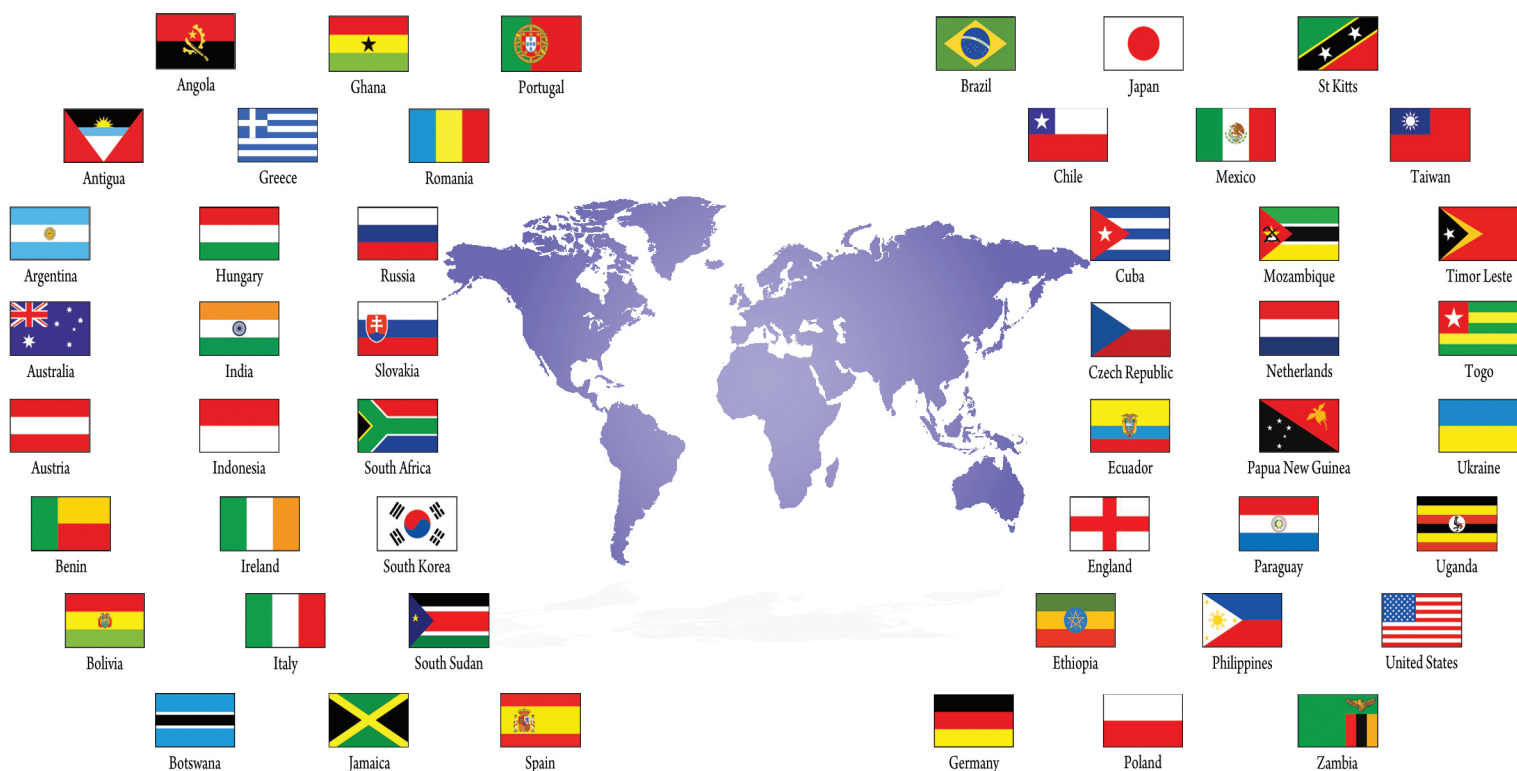 Angola
Ghana
Portugal
Brazil
Japan
St Kitts
Antigua
Greece
Romania
Chile
Mexico
Taiwan
Argentina
Hungary
Russia
Cuba
Mozambique
Timor Leste
Australia
India
Slovakia
Czech Republic
Netherlands
Togo
Austria
Indonesia
South Africa
Ecuador
Papua New Guinea
Ukraine
Benin
Ireland
South Korea
England
Paraguay
Uganda
Bolivia
Italy
South Sudan
Ethiopia
Philippines
United States
Botswana
Jamaica
Spain
Germany
Poland
Zambia